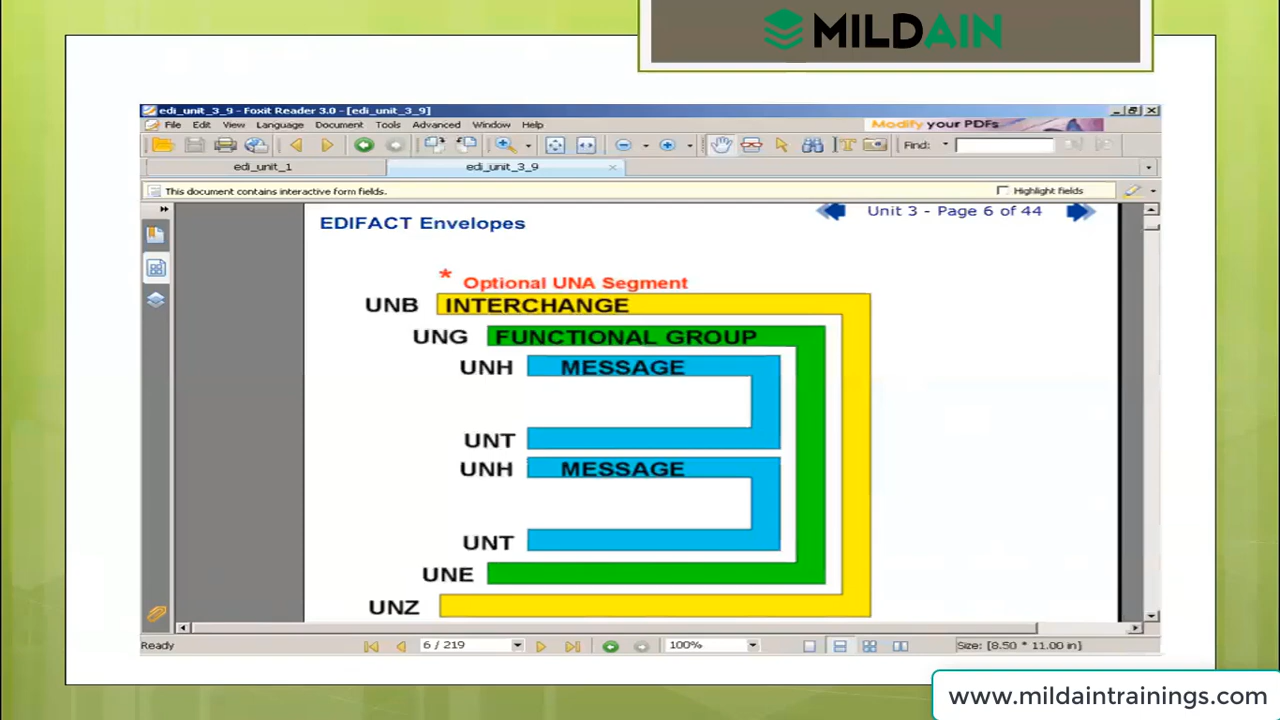 MILDAIN
edi_unit_3_9 - Foxit Reader 3.0 - [edi_unit_3_9]
File Edit View Language Document Tools Advanced Window Help
Modify your PDFs
Find:
edi_unit_1 edi_unit_3_9
This document contains interactive form fields.
Highlight fields
Unit 3 - Page 6 of 44
EDIFACT Envelopes
* Optional UNA Segment
UNB INTERCHANGE
UNG FUNCTIONAL GROUP
UNH MESSAGE
UNT
UNH MESSAGE
UNT
UNE
UNZ
Ready 6 / 219 100% Size: [8.50 * 11.00 in]
www.mildaintrainings.com